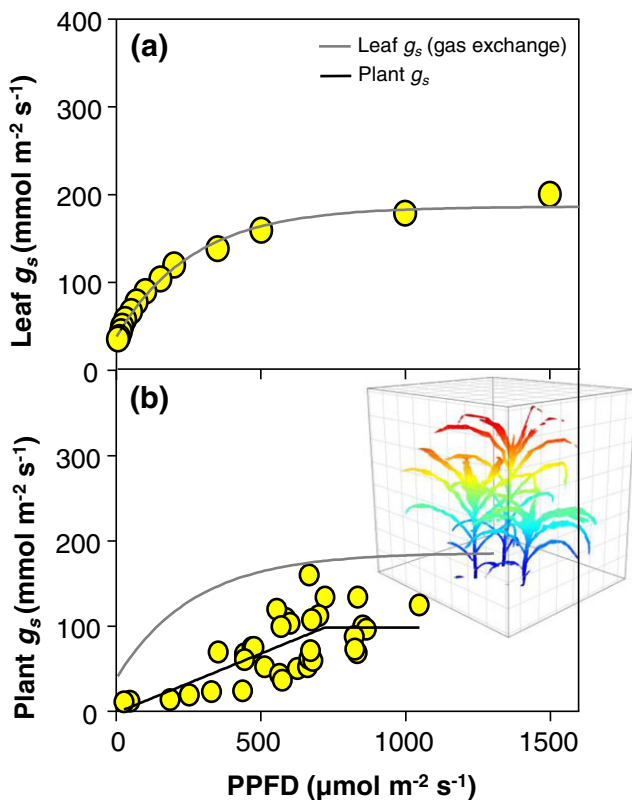 400
(a)
Leaf gs (gas exchange)
Plant gs
300
200
100
0
Leaf gs (mmol m-2 s-1)
(b)
300
200
100
0
Plant gs (mmol m-2 s-1)
0 500 1000 1500
PPFD (µmol m-2 s-1)